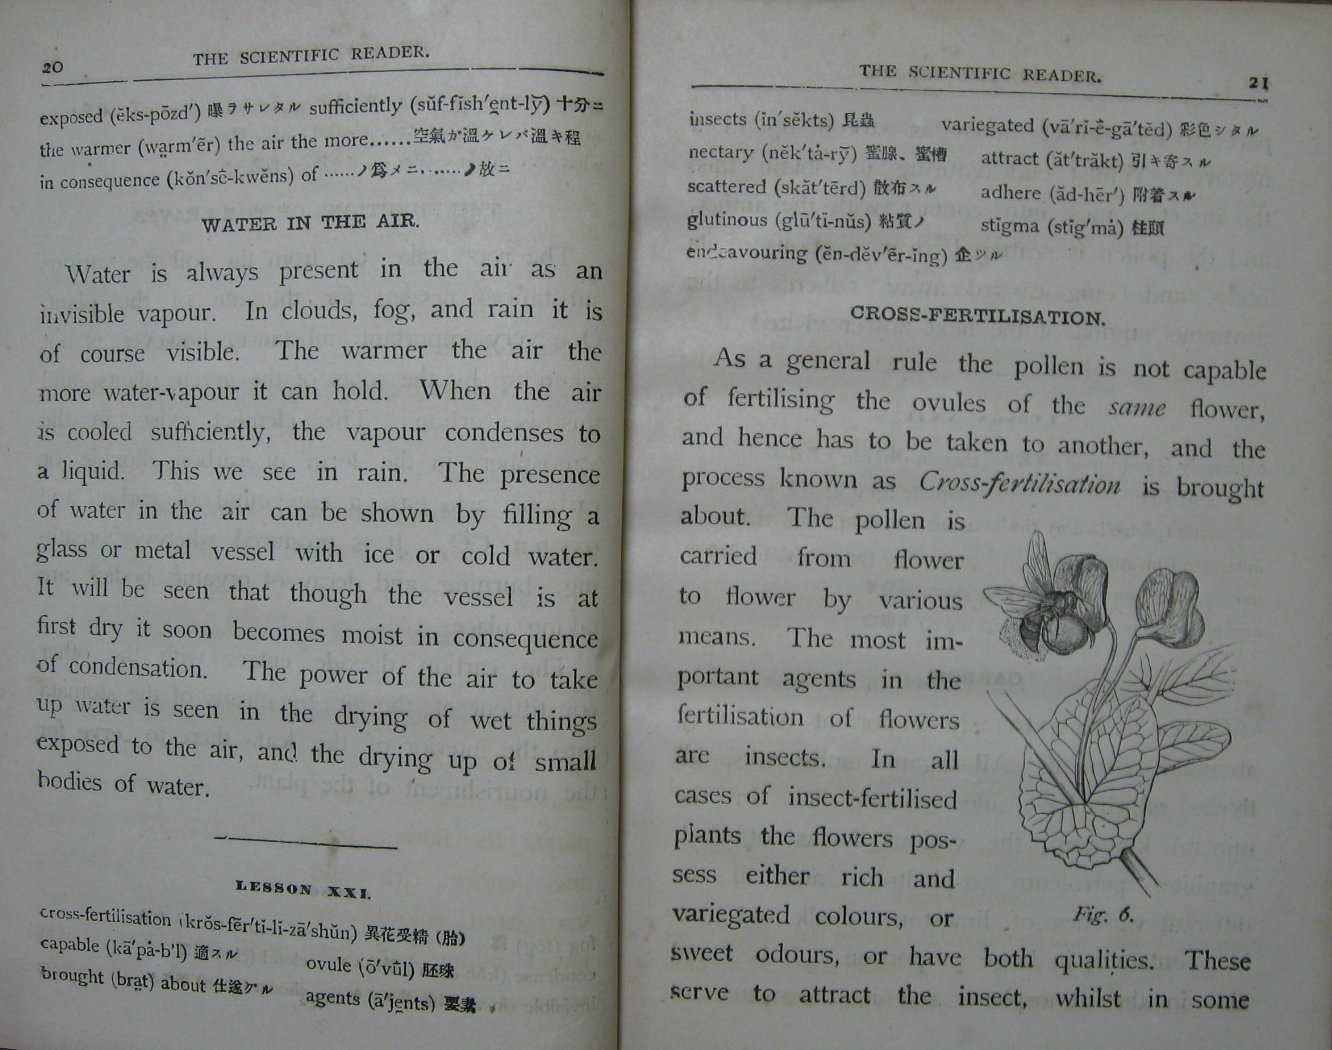 20
THE SCIENTIFIC READER.
exposed (ĕks-pōzd′) 曝ヲサレタル sufficiently (sŭf-fĭsh′ẹnt-lȳ) 十分ニ
the warmer (wạrm′ẽr) the air the more......空氣ガ溫ケレバ溫キ程
in consequence (kŏn′sė-kwĕns) of ......ノ爲メニ, ......ノ故ニ
WATER IN THE AIR.
Water is always present in the air as an
invisible vapour. In clouds, fog, and rain it is
of course visible. The warmer the air the
more water-vapour it can hold. When the air
is cooled sufficiently, the vapour condenses to
a liquid. This we see in rain. The presence
of water in the air can be shown by filling a
glass or metal vessel with ice or cold water.
It will be seen that though the vessel is at
first dry it soon becomes moist in consequence
of condensation. The power of the air to take
up water is seen in the drying of wet things
exposed to the air, and the drying up of small
bodies of water.
LESSON XXI.
cross-fertilisation (krŏs-fẽr′tĭ-lĭ-zā′shŭn) 異花受精 (胎)
capable (kā′pȧ-b'l) 適スル
ovule (ō′vūl) 胚珠
brought (brạt) about 仕遂グル
agents (ā′jẹnts) 要素
THE SCIENTIFIC READER.
21
insects (ĭn′sĕkts) 昆蟲 variegated (vā′rĭ-ė-gā′tĕd) 彩色シタル
nectary (nĕk′tȧ-rȳ) 蜜腺、蜜槽 attract (ăt′trăkt) 引キ寄スル
scattered (skăt′tẽrd) 散布スル adhere (ăd-hēr′) 附着スル
glutinous (glū′tĭ-nŭs) 粘質ノ stigma (stĭg′mȧ) 柱頭
endeavouring (ĕn-dĕv′ẽr-ĭng) 企ツル
CROSS-FERTILISATION.
As a general rule the pollen is not capable
of fertilising the ovules of the same flower,
and hence has to be taken to another, and the
process known as Cross-fertilisation is brought
about. The pollen is
carried from flower
to flower by various
means. The most im-
portant agents in the
fertilisation of flowers
are insects. In all
cases of insect-fertilised
plants the flowers pos-
sess either rich and
variegated colours, or
Fig. 6.
sweet odours, or have both qualities. These
serve to attract the insect, whilst in some